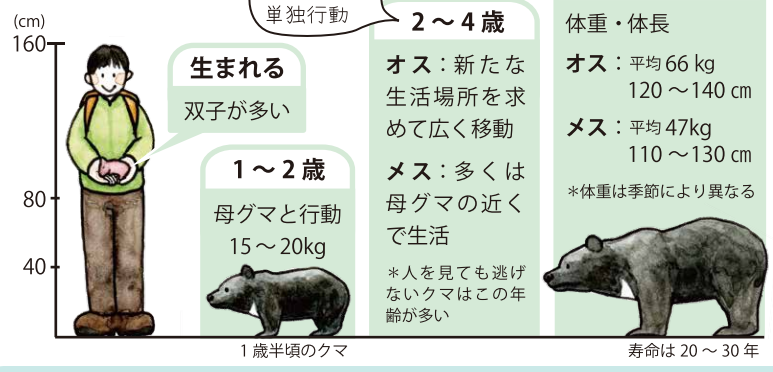 (cm)
160
80
40
生まれる
双子が多い
1～2歳
母グマと行動
15～20kg
1歳半頃のクマ
単独行動
2～4歳
オス：新たな
生活場所を求
めて広く移動
メス：多くは
母グマの近く
で生活
＊人を見ても逃げ
ないクマはこの年
齢が多い
体重・体長
オス：平均66kg
120～140㎝
メス：平均47kg
110～130㎝
＊体重は季節により異なる
寿命は20～30年